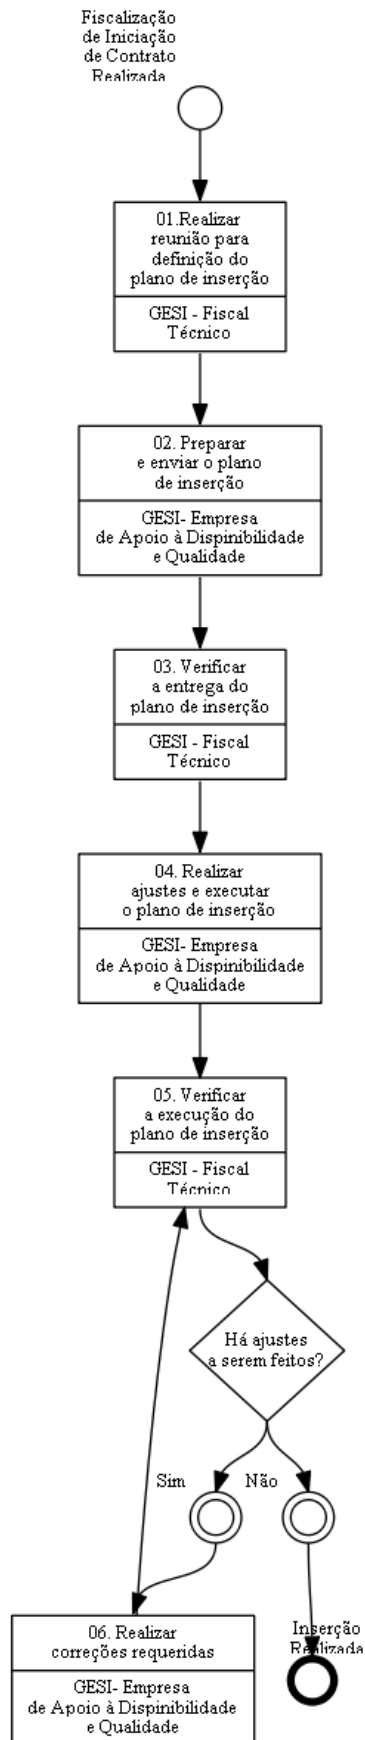 Fiscalização
de Iniciação
de Contrato
Realizada
01.Realizar
reunião para
definição do
plano de inserção
GESI - Fiscal
Técnico
02. Preparar
e enviar o plano
de inserção
GESI- Empresa
de Apoio à Dispinibilidade
e Qualidade
03. Verificar
a entrega do
plano de inserção
GESI - Fiscal
Técnico
04. Realizar
ajustes e executar
o plano de inserção
GESI- Empresa
de Apoio à Dispinibilidade
e Qualidade
05. Verificar
a execução do
plano de inserção
GESI - Fiscal
Técnico
Há ajustes
a serem feitos?
Sim
Não
06. Realizar
correções requeridas
GESI- Empresa
de Apoio à Dispinibilidade
e Qualidade
Inserção
Realizada